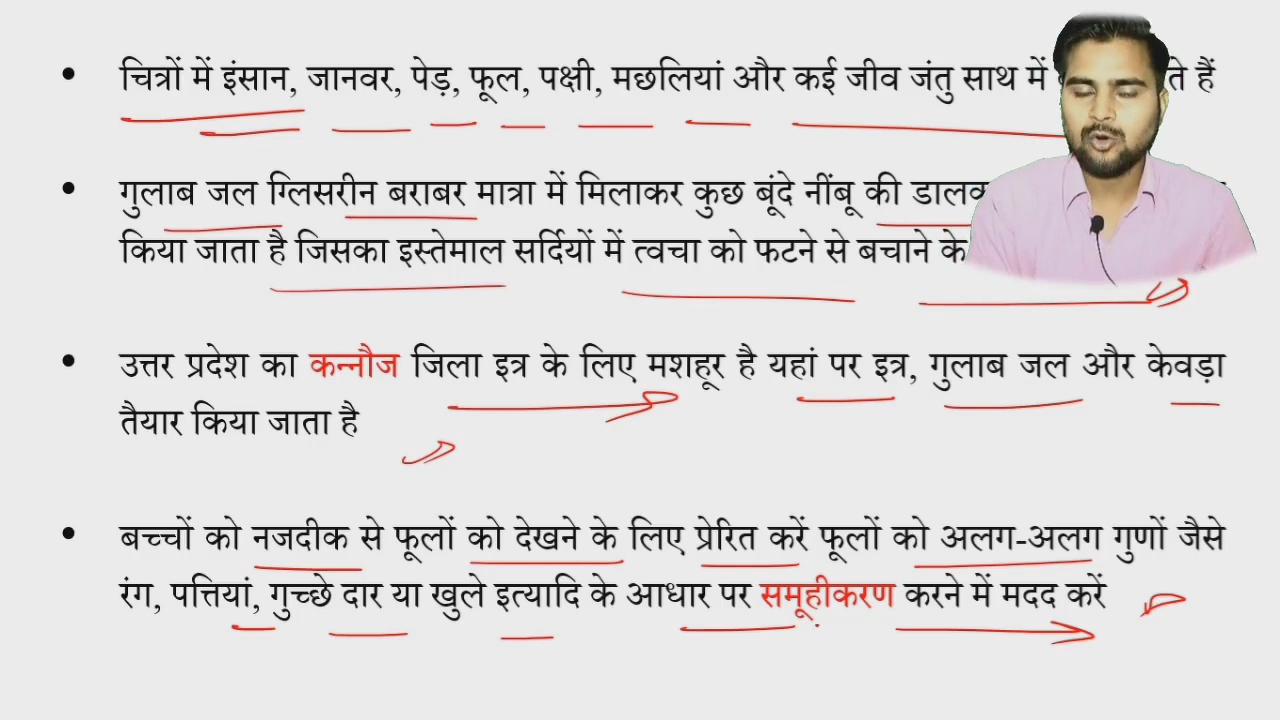 • चित्रों में इंसान, जानवर, पेड़, फूल, पक्षी, मछलियां और कई जीव जंतु साथ में हैं
• गुलाब जल ग्लिसरीन बराबर मात्रा में मिलाकर कुछ बूंदे नींबू की
किया जाता है जिसका इस्तेमाल सर्दियों में त्वचा को फटने से बचाने के
• उत्तर प्रदेश का कन्नौज जिला इत्र के लिए मशहूर है यहां पर इत्र, गुलाब जल और केवड़ा
तैयार किया जाता है
• बच्चों को नजदीक से फूलों को देखने के लिए प्रेरित करें फूलों को अलग-अलग गुणों जैसे
रंग, पत्तियां, गुच्छे दार या खुले इत्यादि के आधार पर समूहीकरण करने में मदद करें